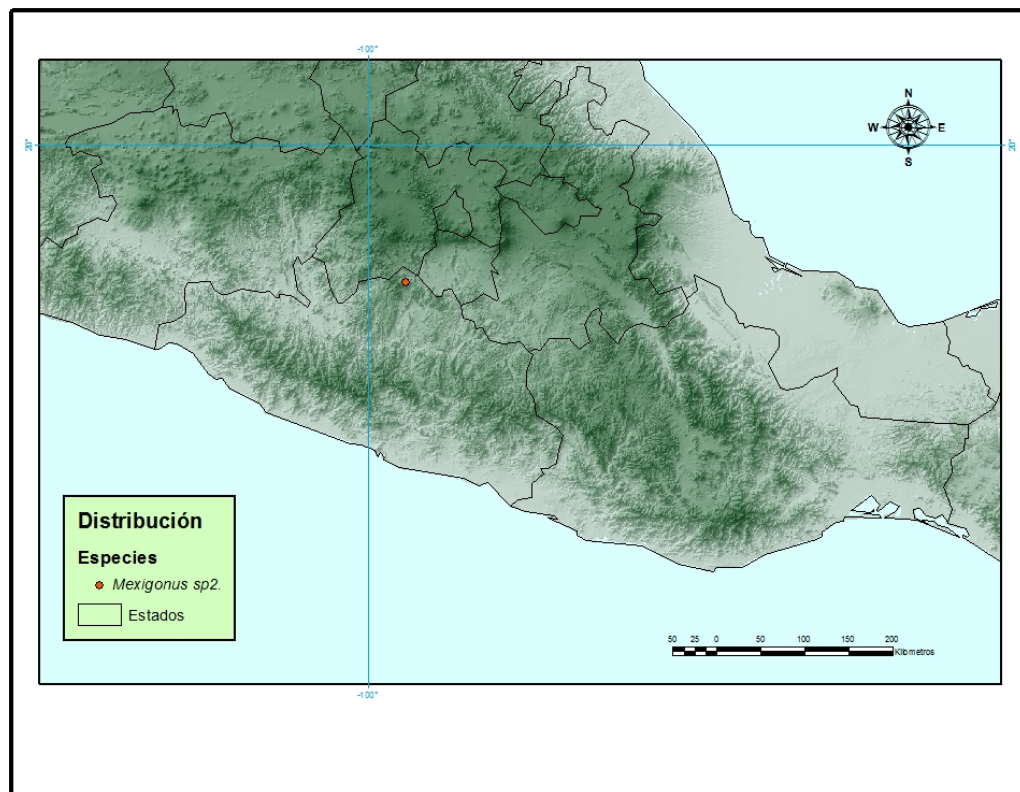 -100°
N
W
E
S
20°
20°
Distribución
Especies
Mexigonus sp2.
Estados
50 25 0 50 100 150 200
Kilometros
-100°